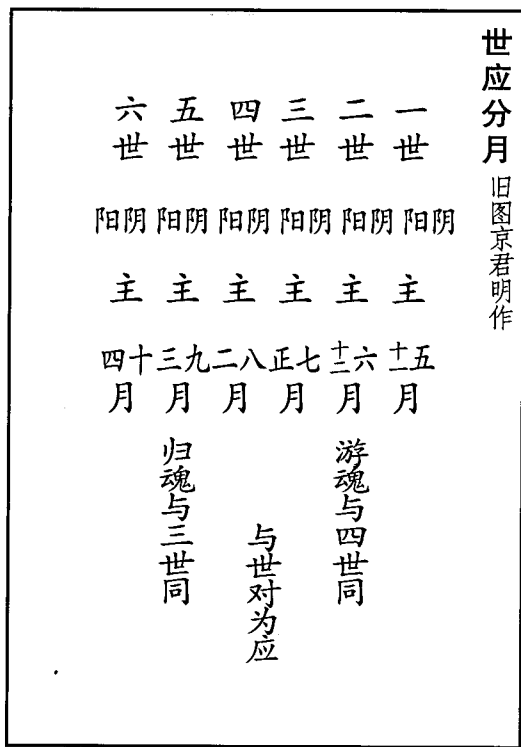 世应分月 旧图京君明作
一世阴阳主五十一月
二世阴阳主六十二月
三世阴阳主七正月
四世阴阳主八二月
五世阴阳主九三月
六世阴阳主十四月
游魂与四世同
与世对为应
归魂与三世同